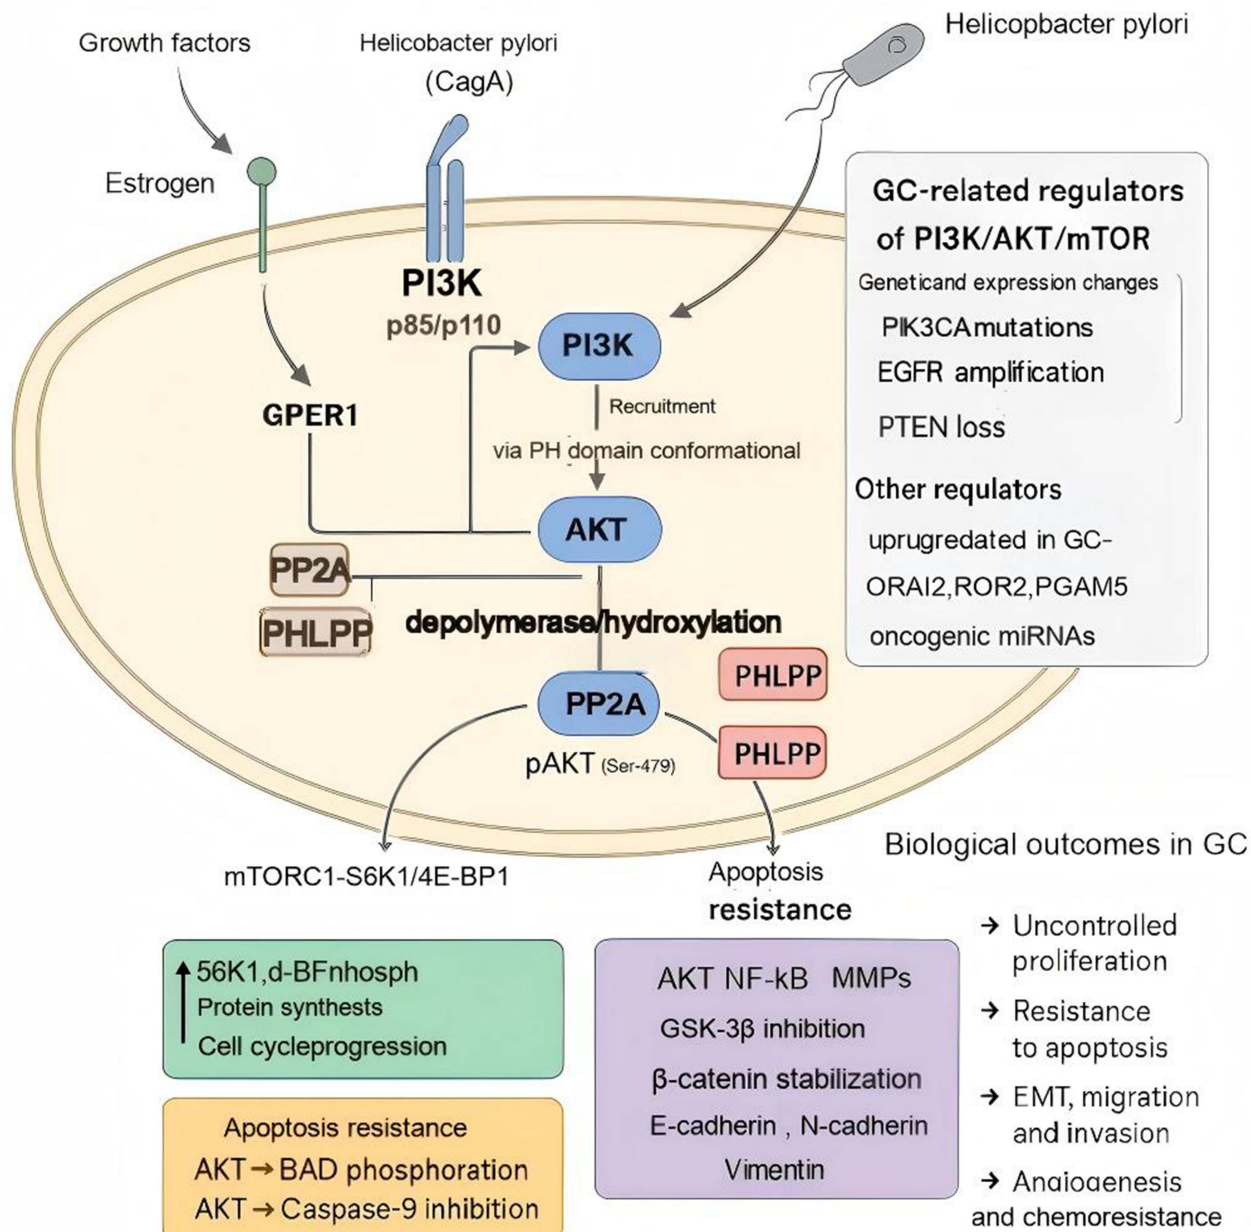 Growth factors
Helicobacter pylori
(CagA)
Helicopbacter pylori
Estrogen
PI3K
p85/p110
PI3K
Recruitment
via PH domain conformational
GPER1
AKT
PP2A
PHLPP
depolymerase/hydroxylation
PHLPP
PP2A
PHLPP
pAKT (Ser-479)
GC-related regulators
of PI3K/AKT/mTOR
Geneticand expression changes
PIK3CAmutations
EGFR amplification
PTEN loss
Other requlators
uprugredated in GC-
ORAI2,ROR2,PGAM5
oncogenic miRNAs
mTORC1-S6K1/4E-BP1
Apoptosis
resistance
56K1,d-BFnhosph
Protein synthests
Cell cycleprogression
Apoptosis resistance
AKT → BAD phosphoration
AKT → Caspase-9 inhibition
AKT NF-kB MMPs
GSK-3β inhibition
β-catenin stabilization
E-cadherin , N-cadherin
Vimentin
Biological outcomes in GC
→ Uncontrolled
proliferation
→ Resistance
to apoptosis
→ EMT, migration
and invasion
→ Angiogenesis
and chemoresistance